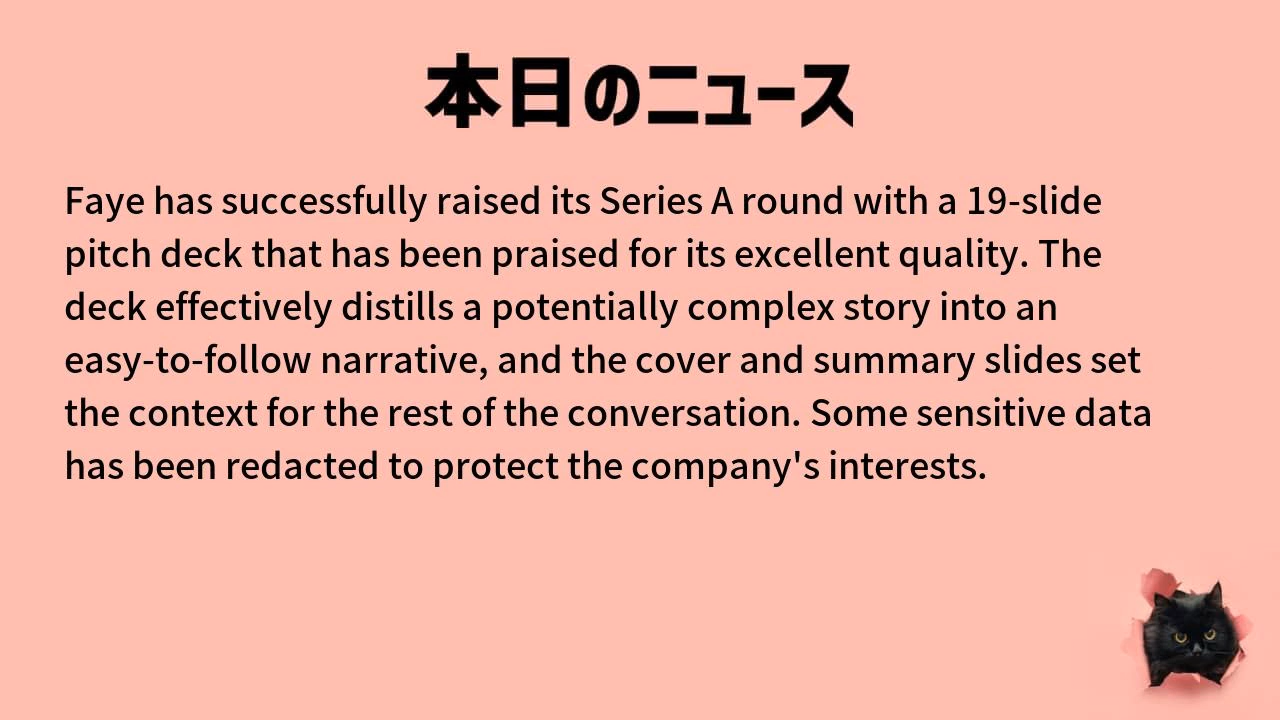 本日のニュース
Faye has successfully raised its Series A round with a 19-slide
pitch deck that has been praised for its excellent quality. The
deck effectively distills a potentially complex story into an
easy-to-follow narrative, and the cover and summary slides set
the context for the rest of the conversation. Some sensitive data
has been redacted to protect the company's interests.